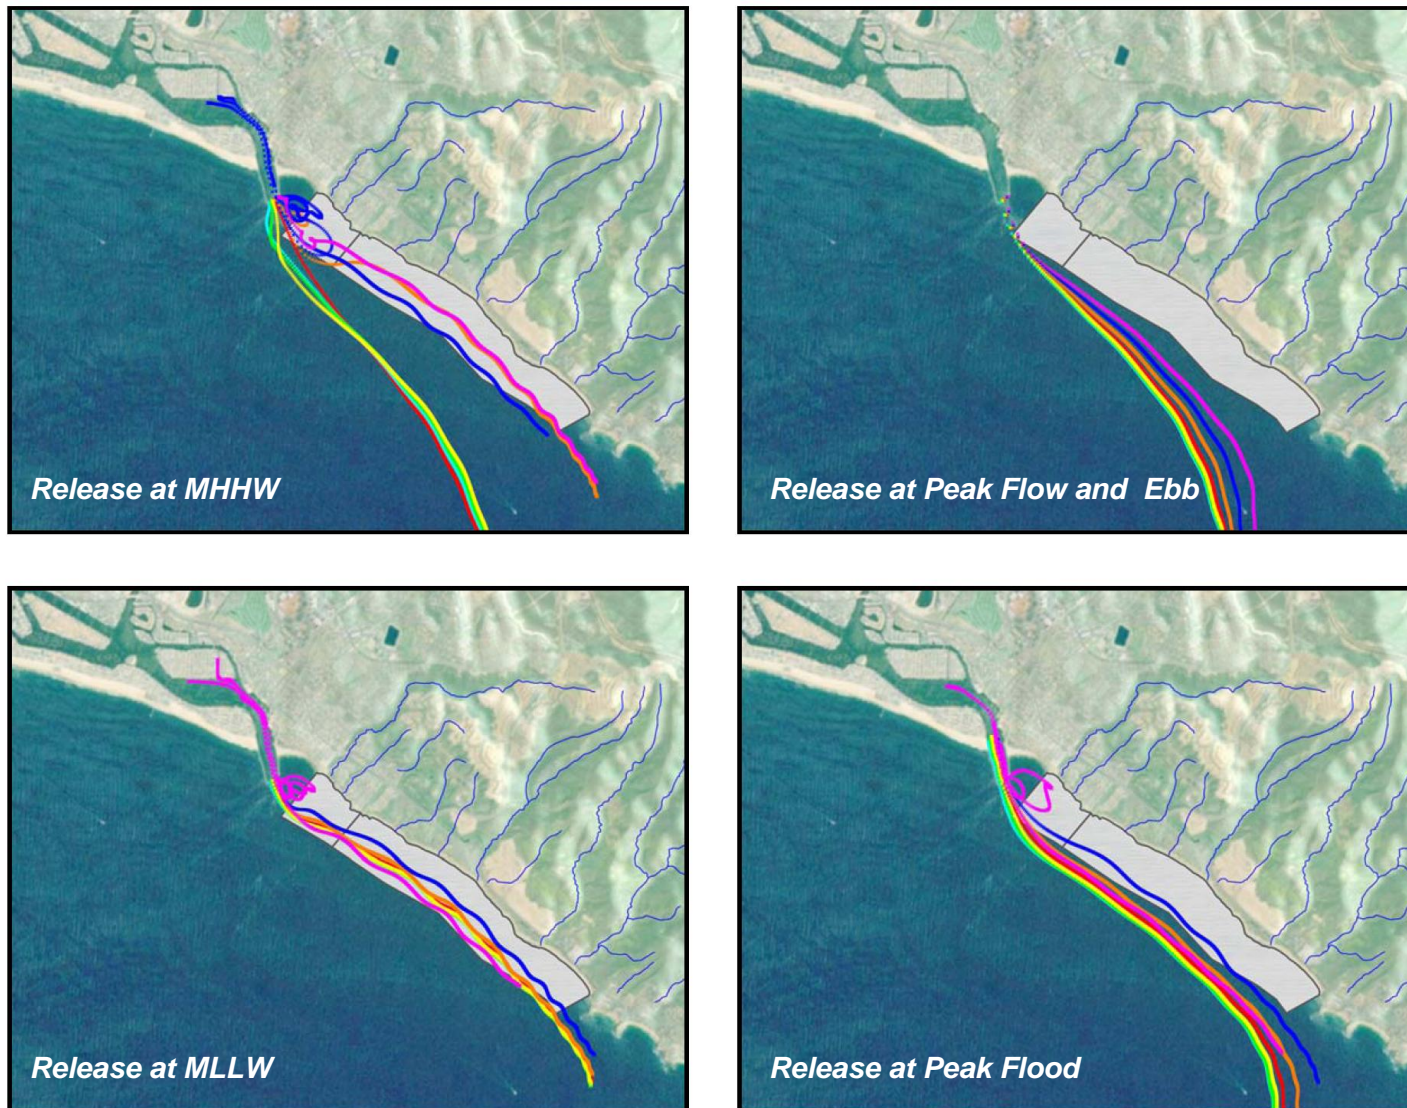 Release at MHHW
Release at Peak Flow and  Ebb
Release at MLLW
Release at Peak Flood